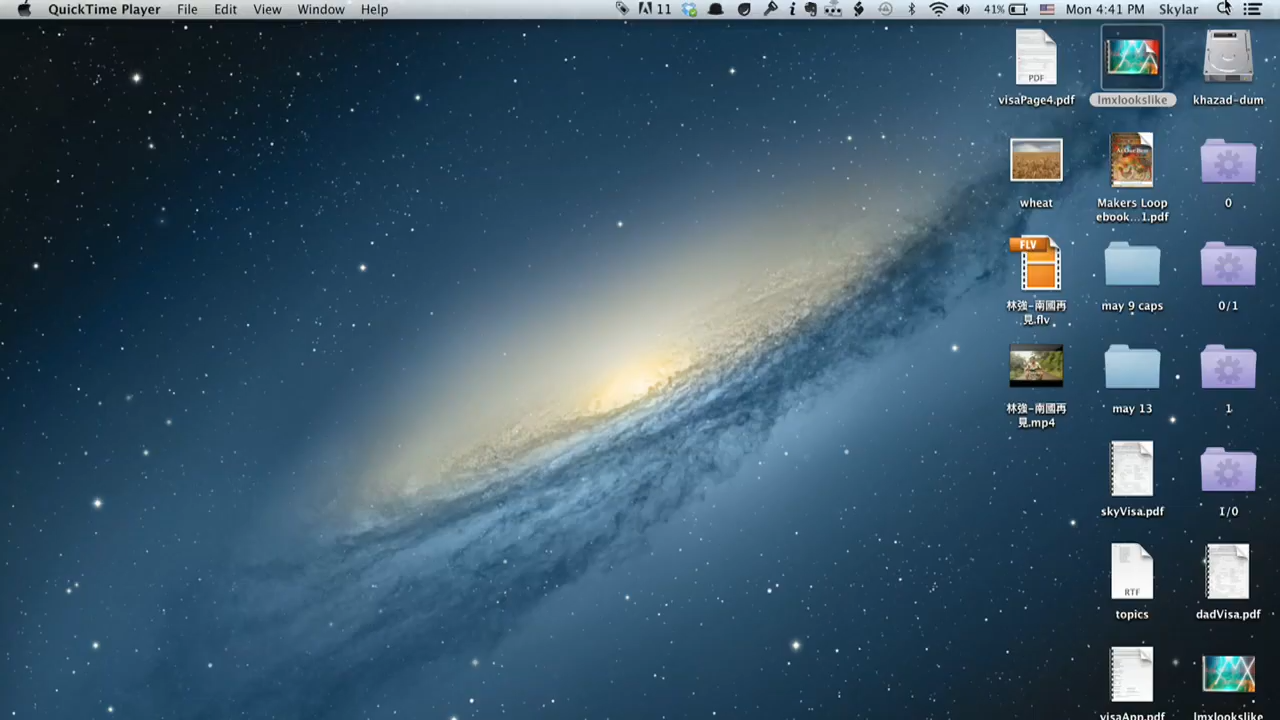 QuickTime Player File Edit View Window Help 11 41% Mon 4:41 PM Skylar
PDF
visaPage4.pdf
lmxlookslike
khazad-dum
wheat
Makers Loop
ebook...1.pdf
0
FLV
林強-南國再
見.flv
may 9 caps
0/1
林強-南國再
見.mp4
may 13
1
skyVisa.pdf
I/0
RTF
topics
dadVisa.pdf
visaApp.pdf
lmxlookslike